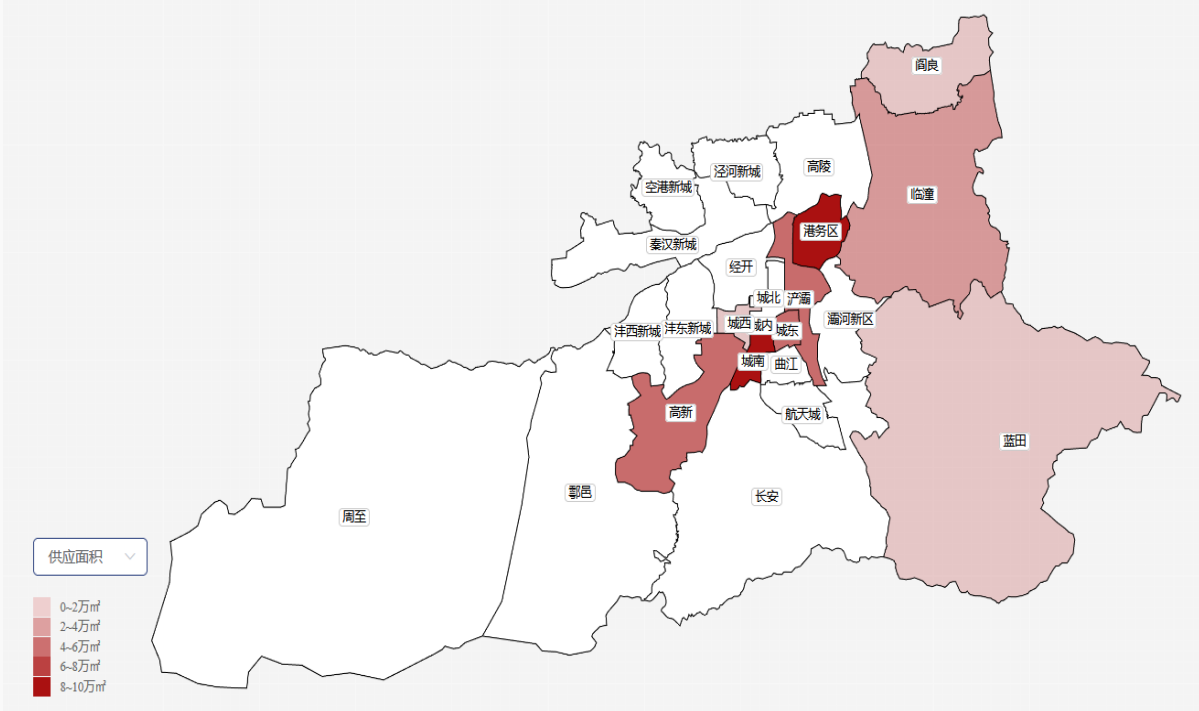 阎良
高陵
泾河新城
空港新城
临潼
港务区
秦汉新城
经开
城北
浐灞
灞河新区
城西
城内
城东
沣西新城
沣东新城
城南
曲江
高新
航天城
蓝田
鄠邑
长安
周至
供应面积
0~2万㎡
2~4万㎡
4~6万㎡
6~8万㎡
8~10万㎡